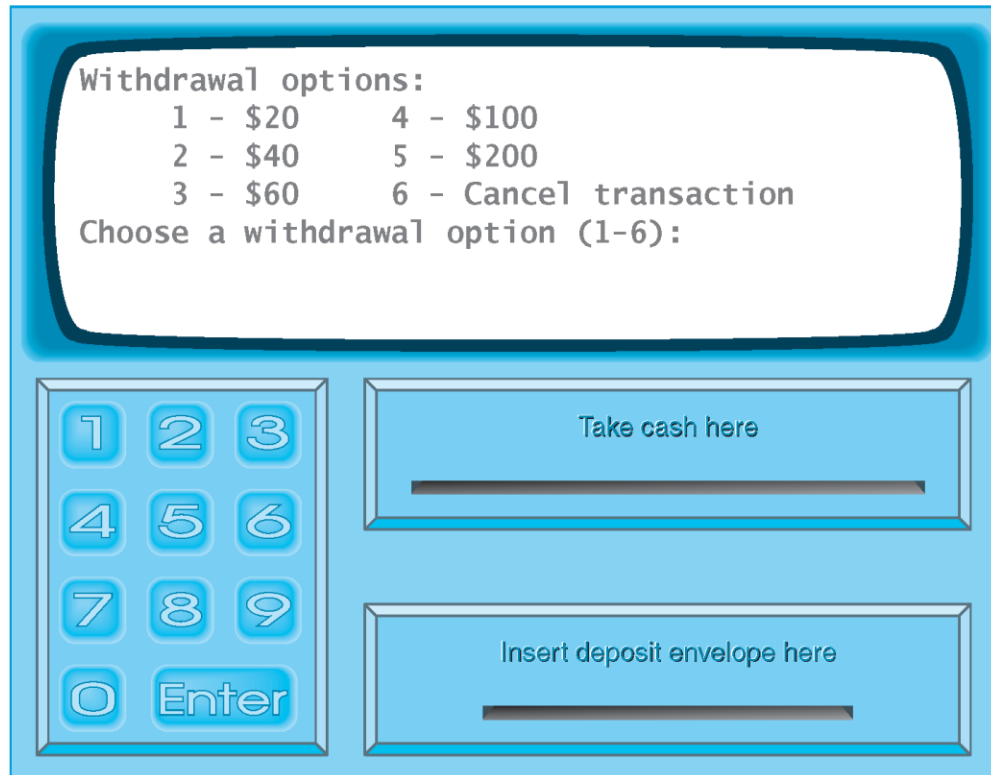 Withdrawal options:
1 - $20 4 - $100
2 - $40 5 - $200
3 - $60 6 - Cancel transaction
Choose a withdrawal option (1-6):
1 2 3
Take cash here
4 5 6
7 8 9
Insert deposit envelope here
0 Enter